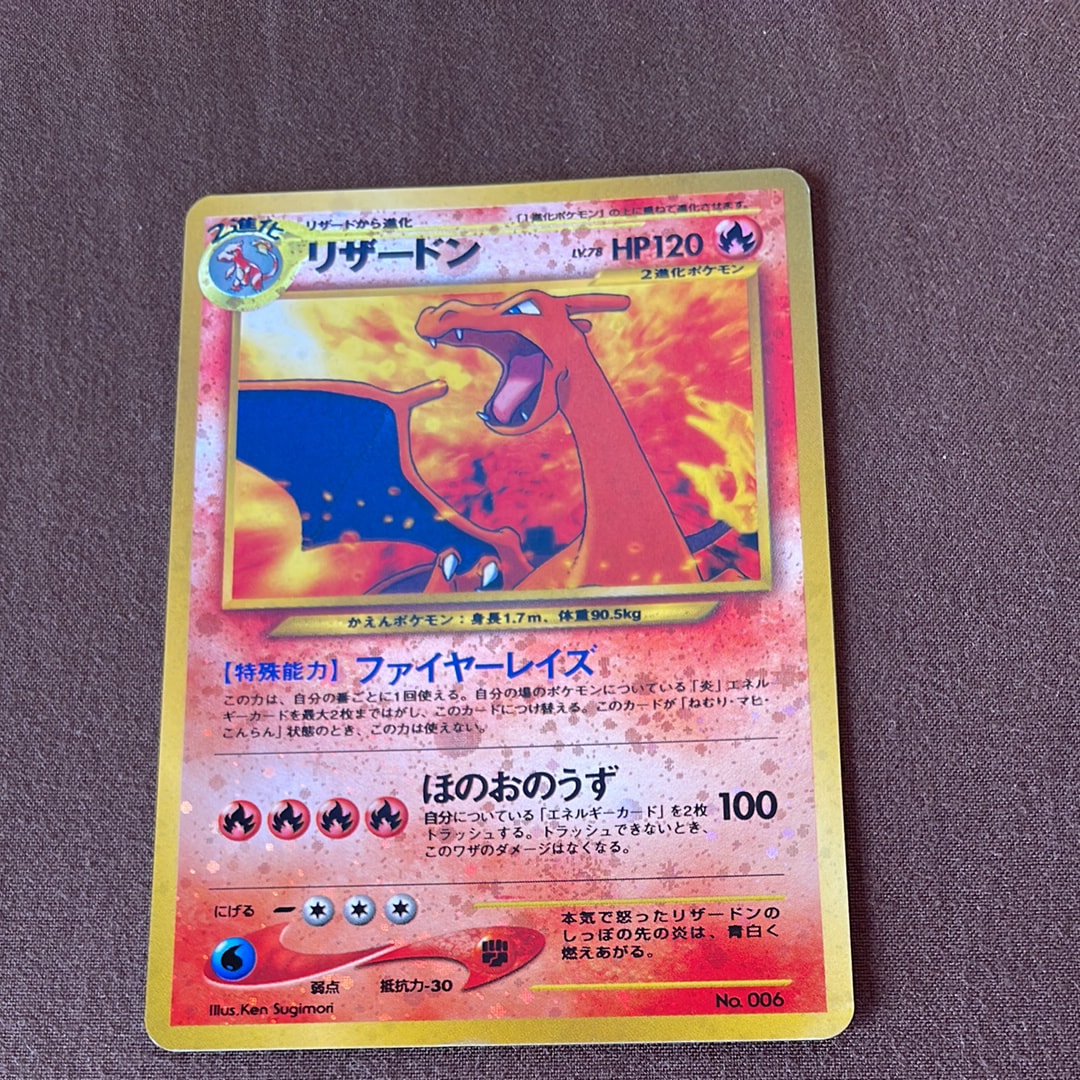 2進化
リザードから進化
「1進化ポケモン」の上に重ねて進化させます。
リザードン
LV.78 HP120
2進化ポケモン
かえんポケモン：身長1.7m、体重90.5kg
【特殊能力】ファイヤーレイズ
この力は、自分の番ごとに1回使える。自分の場のポケモンについている「炎」エネル
ギーカードを最大2枚まではがし、このカードにつけ替える。このカードが「ねむり・マヒ・
こんらん」状態のとき、この力は使えない。
ほのおのうず
自分についている「エネルギーカード」を2枚
トラッシュする。トラッシュできないとき、
このワザのダメージはなくなる。
100
にげる
本気で怒ったリザードンの
しっぽの先の炎は、青白く
燃えあがる。
弱点
抵抗力-30
Illus.Ken Sugimori
No. 006